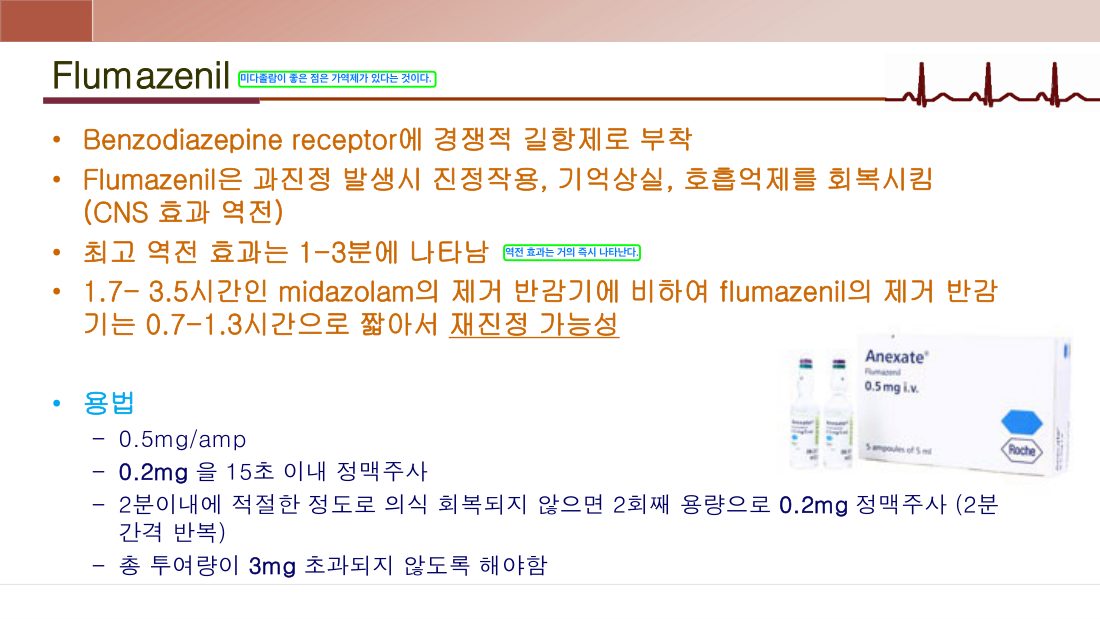 Flumazenil 미다졸람이 좋은 점은 가역제가 있다는 것이다.
• Benzodiazepine receptor에 경쟁적 길항제로 부착
• Flumazenil은 과진정 발생시 진정작용, 기억상실, 호흡억제를 회복시킴
(CNS 효과 역전)
• 최고 역전 효과는 1-3분에 나타남 역전 효과는 거의 즉시 나타난다.
• 1.7- 3.5시간인 midazolam의 제거 반감기에 비하여 flumazenil의 제거 반감
기는 0.7-1.3시간으로 짧아서 재진정 가능성
Anexate®
Flumazenil
0.5 mg i.v.
5 ampoules of 5 ml
Roche
• 용법
– 0.5mg/amp
– 0.2mg 을 15초 이내 정맥주사
– 2분이내에 적절한 정도로 의식 회복되지 않으면 2회째 용량으로 0.2mg 정맥주사 (2분
간격 반복)
– 총 투여량이 3mg 초과되지 않도록 해야함